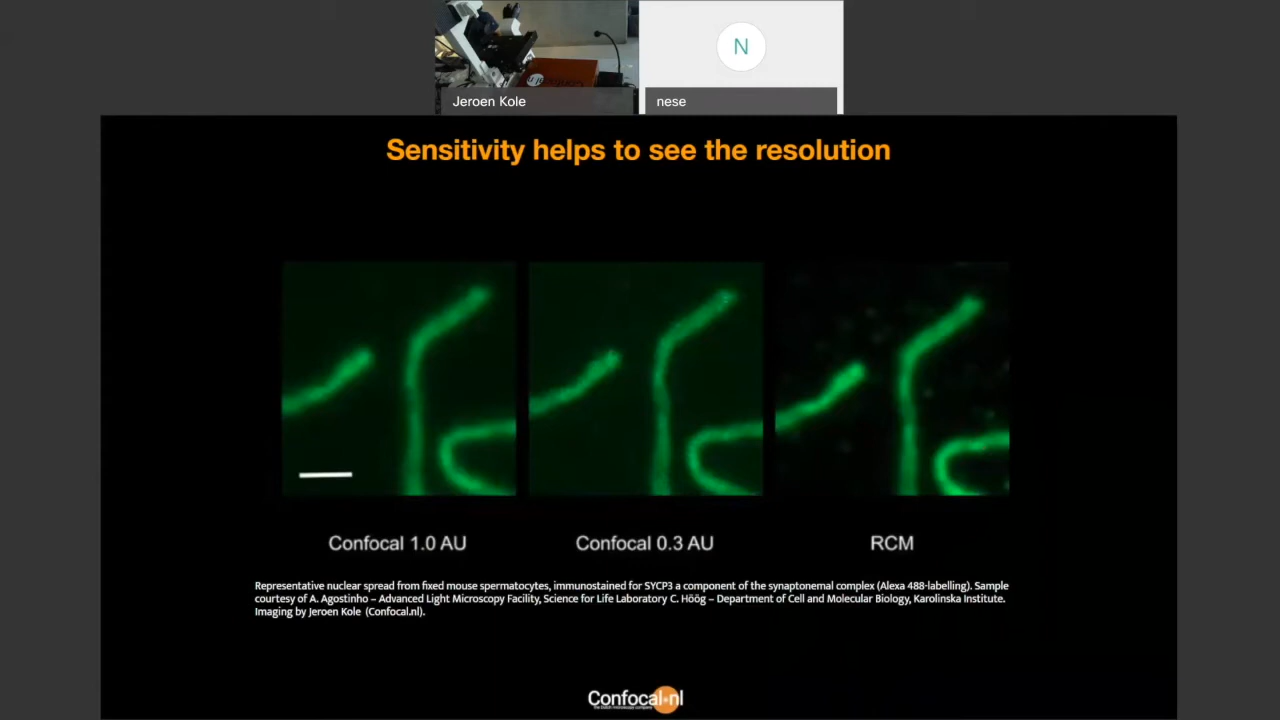 Jeroen Kole
N
nese
Sensitivity helps to see the resolution
Confocal 1.0 AU
Confocal 0.3 AU
RCM
Representative nuclear spread from fixed mouse spermatocytes, immunostained for SYCP3 a component of the synaptonemal complex (Alexa 488-labelling). Sample
courtesy of A. Agostinho – Advanced Light Microscopy Facility, Science for Life Laboratory C. Höög – Department of Cell and Molecular Biology, Karolinska Institute.
Imaging by Jeroen Kole (Confocal.nl).
Confocal.nl